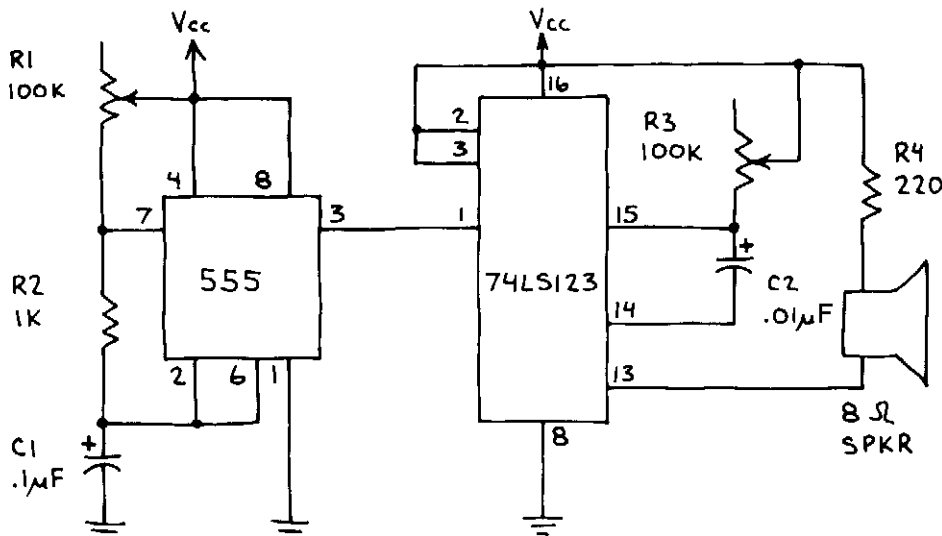 Vcc
R1
100K
4
8
7
3
555
R2
1K
2
6
1
C1
+
.1µF
Vcc
16
2
3
1
15
74LS123
14
13
8
R3
100K
+
C2
.01µF
R4
220
8 Ω
SPKR